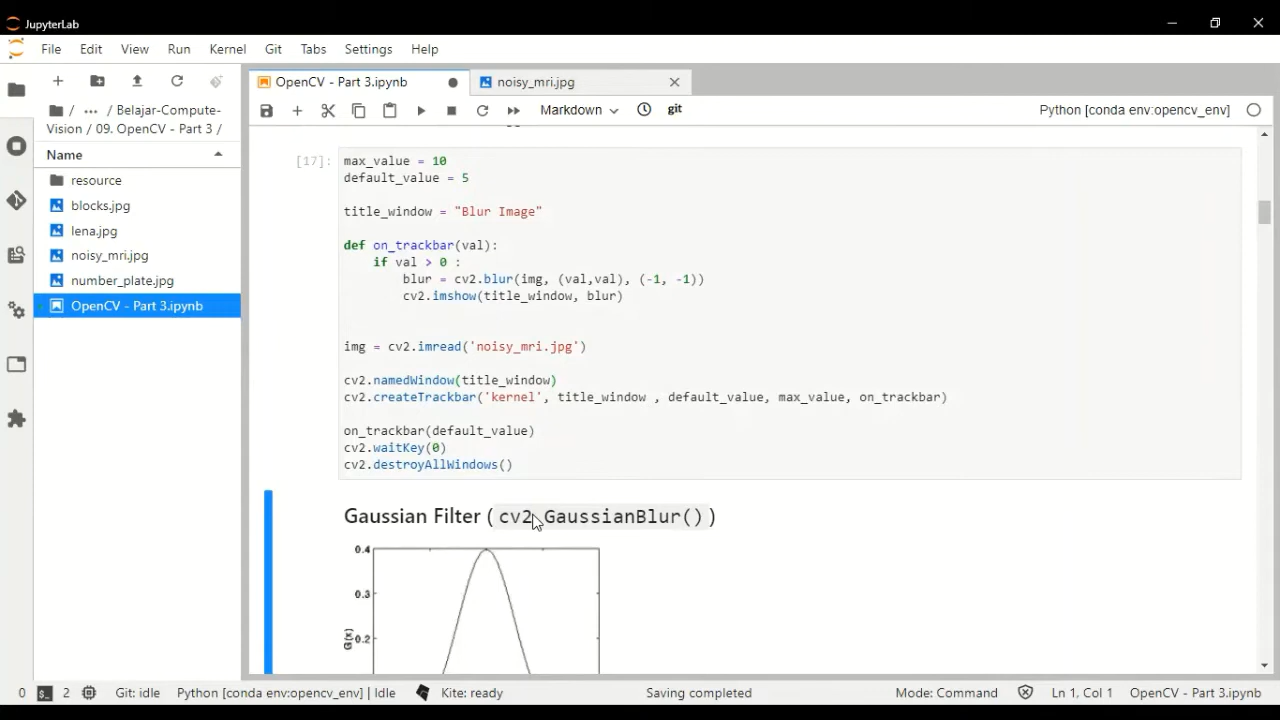 JupyterLab
File Edit View Run Kernel Git Tabs Settings Help
OpenCV - Part 3.ipynb
noisy_mri.jpg
/ ... / Belajar-Compute-
Vision / 09. OpenCV - Part 3 /
Markdown
git
Python [conda env:opencv_env]
Name
resource
blocks.jpg
lena.jpg
noisy_mri.jpg
number_plate.jpg
OpenCV - Part 3.ipynb
[17]:
max_value = 10
default_value = 5
title_window = "Blur Image"
def on_trackbar(val):
if val > 0 :
blur = cv2.blur(img, (val,val), (-1, -1))
cv2.imshow(title_window, blur)
img = cv2.imread('noisy_mri.jpg')
cv2.namedWindow(title_window)
cv2.createTrackbar('kernel', title_window , default_value, max_value, on_trackbar)
on_trackbar(default_value)
cv2.waitKey(0)
cv2.destroyAllWindows()
Gaussian Filter ( cv2.GaussianBlur() )
0.4
0.3
0.2
G(x)
0 2 Git: idle Python [conda env:opencv_env] | Idle Kite: ready Saving completed Mode: Command Ln 1, Col 1 OpenCV - Part 3.ipynb